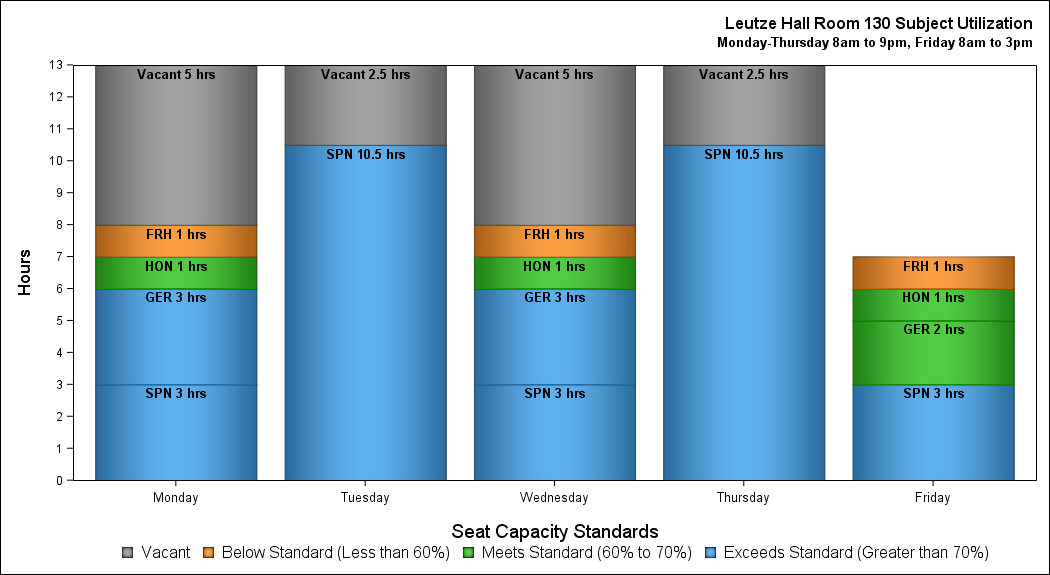 Leutze Hall Room 130 Subject Utilization
Monday-Thursday 8am to 9pm, Friday 8am to 3pm
Hours
13
12
11
10
9
8
7
6
5
4
3
2
1
0
Vacant 5 hrs
FRH 1 hrs
HON 1 hrs
GER 3 hrs
SPN 3 hrs
Vacant 2.5 hrs
SPN 10.5 hrs
Vacant 5 hrs
FRH 1 hrs
HON 1 hrs
GER 3 hrs
SPN 3 hrs
Vacant 2.5 hrs
SPN 10.5 hrs
FRH 1 hrs
HON 1 hrs
GER 2 hrs
SPN 3 hrs
Monday Tuesday Wednesday Thursday Friday
Seat Capacity Standards
Vacant Below Standard (Less than 60%) Meets Standard (60% to 70%) Exceeds Standard (Greater than 70%)